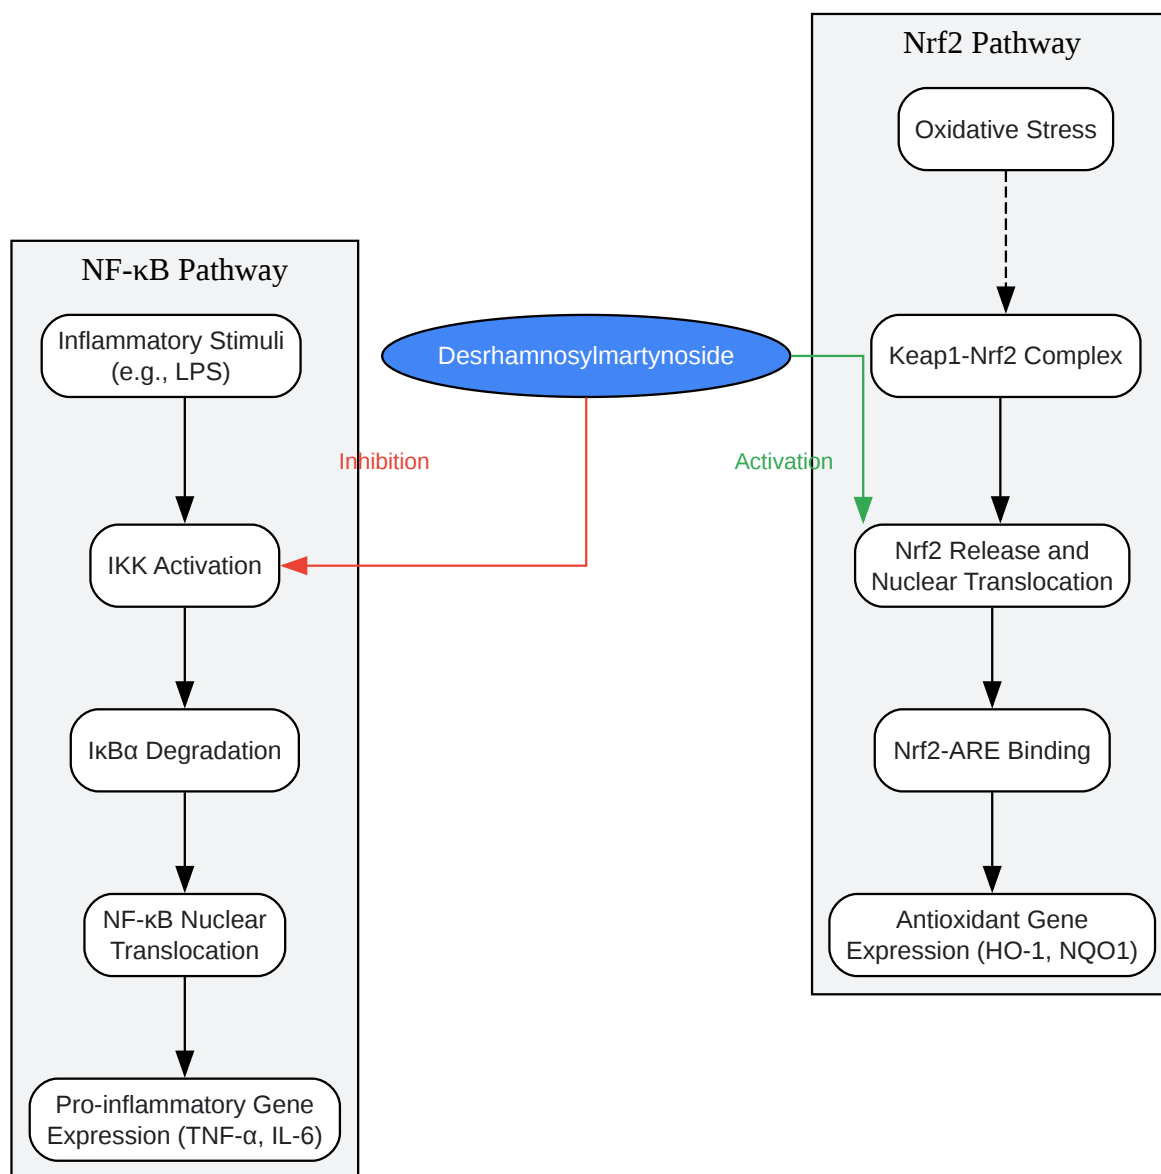 Nrf2 Pathway
Oxidative Stress
NF-κB Pathway
Inflammatory Stimuli
(e.g., LPS)
Desrhamnosylmartynoside
Keap1-Nrf2 Complex
Inhibition
Activation
IKK Activation
Nrf2 Release and
Nuclear Translocation
IκBα Degradation
Nrf2-ARE Binding
NF-κB Nuclear
Translocation
Antioxidant Gene
Expression (HO-1, NQO1)
Pro-inflammatory Gene
Expression (TNF-α, IL-6)